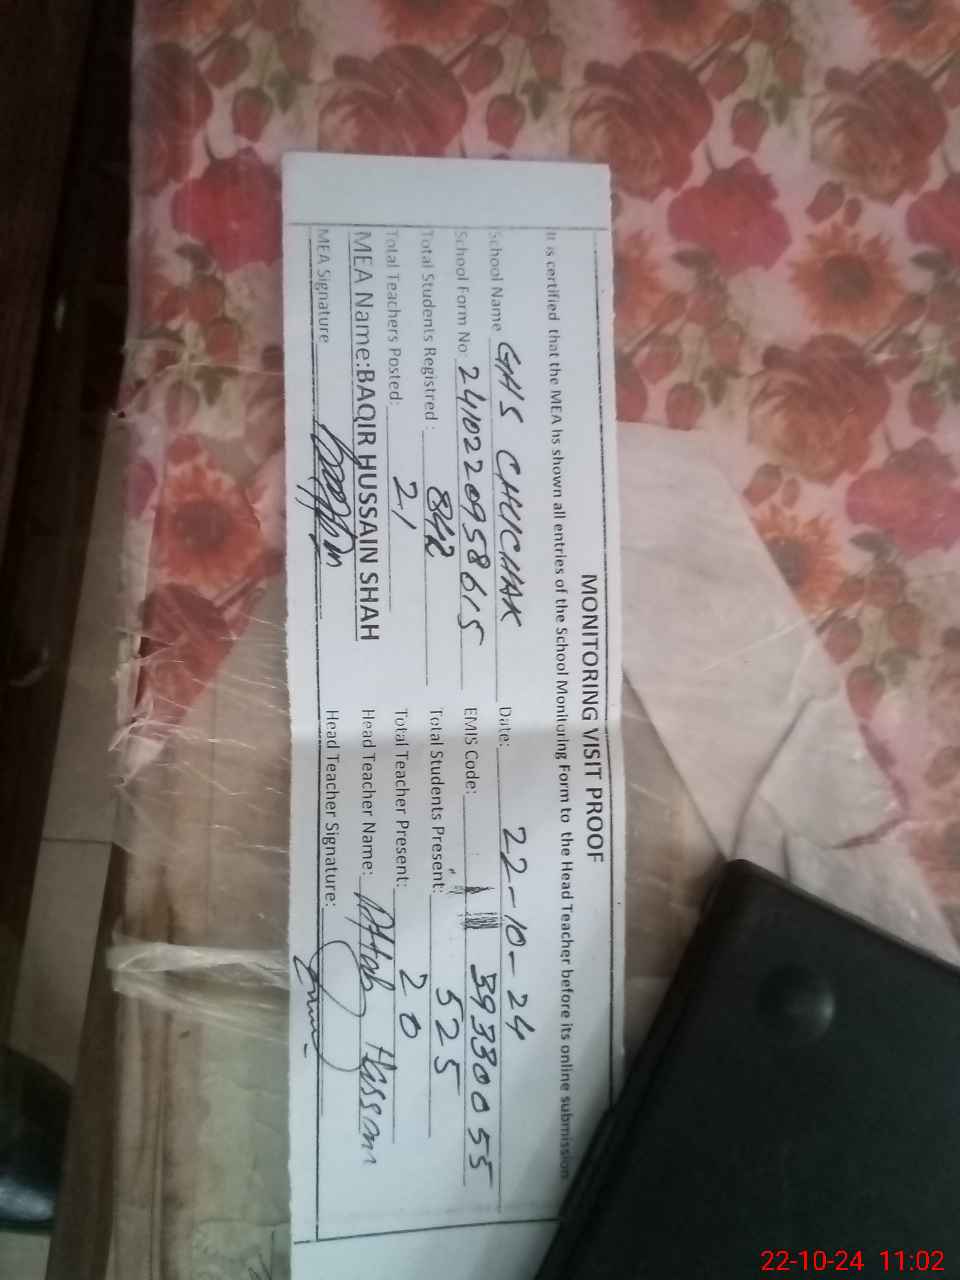 MONITORING VISIT PROOF
It is certified that the MEA hs shown all entries of the School Monitoring Form to the Head Teacher before its online submission
School Name GHS CHUCHAK Date: 22-10-24
School Form No: 2410220958615 EMIS Code: 39330055
Total Students Registred: 842 Total Students Present: 525
Total Teachers Posted: 21 Total Teacher Present: 20
MEA Name:BAQIR HUSSAIN SHAH Head Teacher Name: Aftab Hassan
MEA Signature Head Teacher Signature:
22-10-24 11:02